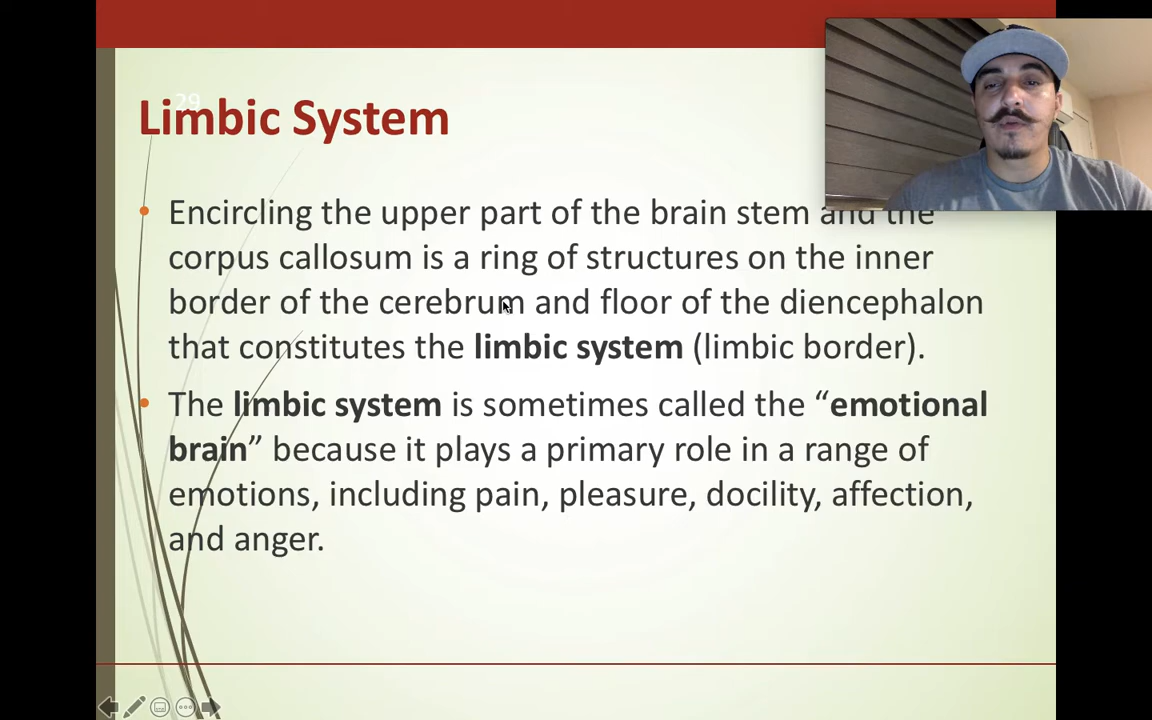 29
Limbic System
• Encircling the upper part of the brain stem and the
corpus callosum is a ring of structures on the inner
border of the cerebrum and floor of the diencephalon
that constitutes the limbic system (limbic border).
• The limbic system is sometimes called the “emotional
brain” because it plays a primary role in a range of
emotions, including pain, pleasure, docility, affection,
and anger.